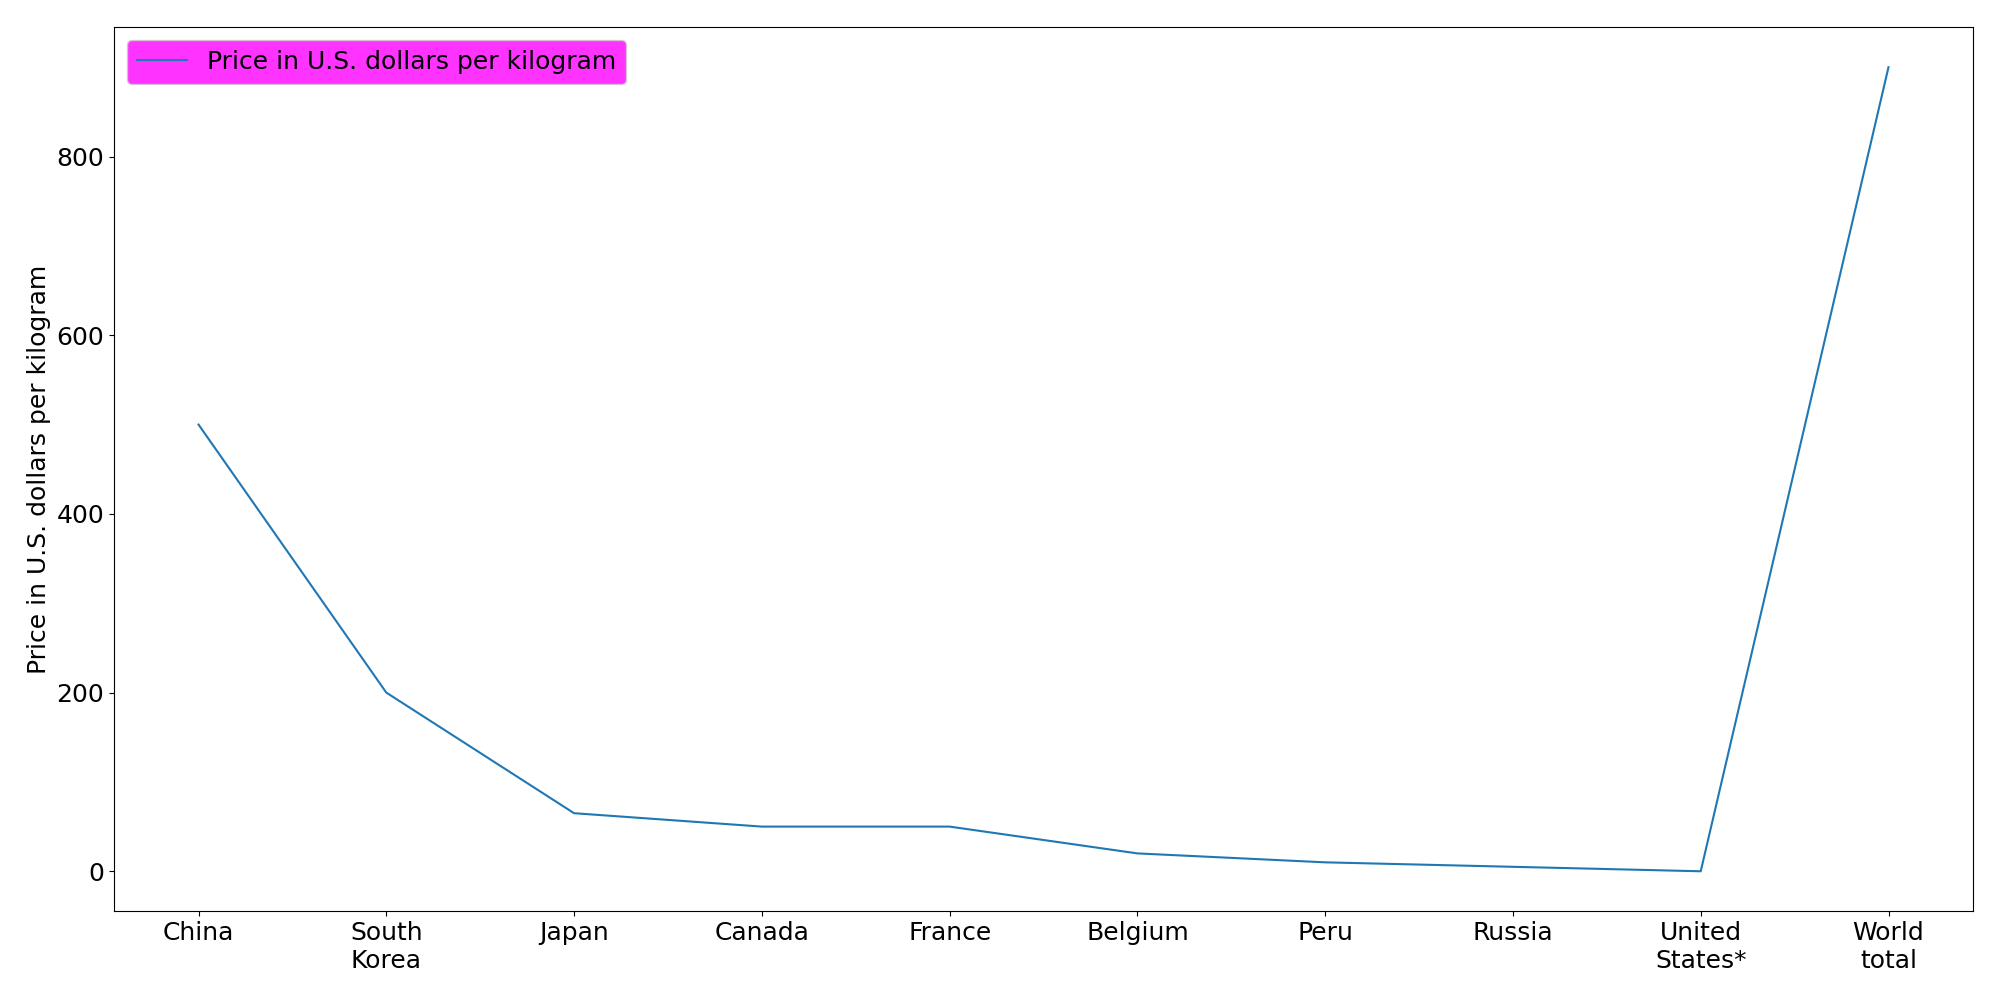 Price in U.S. dollars per kilogram
Price in U.S. dollars per kilogram
800
600
400
200
0
China
South
Korea
Japan
Canada
France
Belgium
Peru
Russia
United
States*
World
total